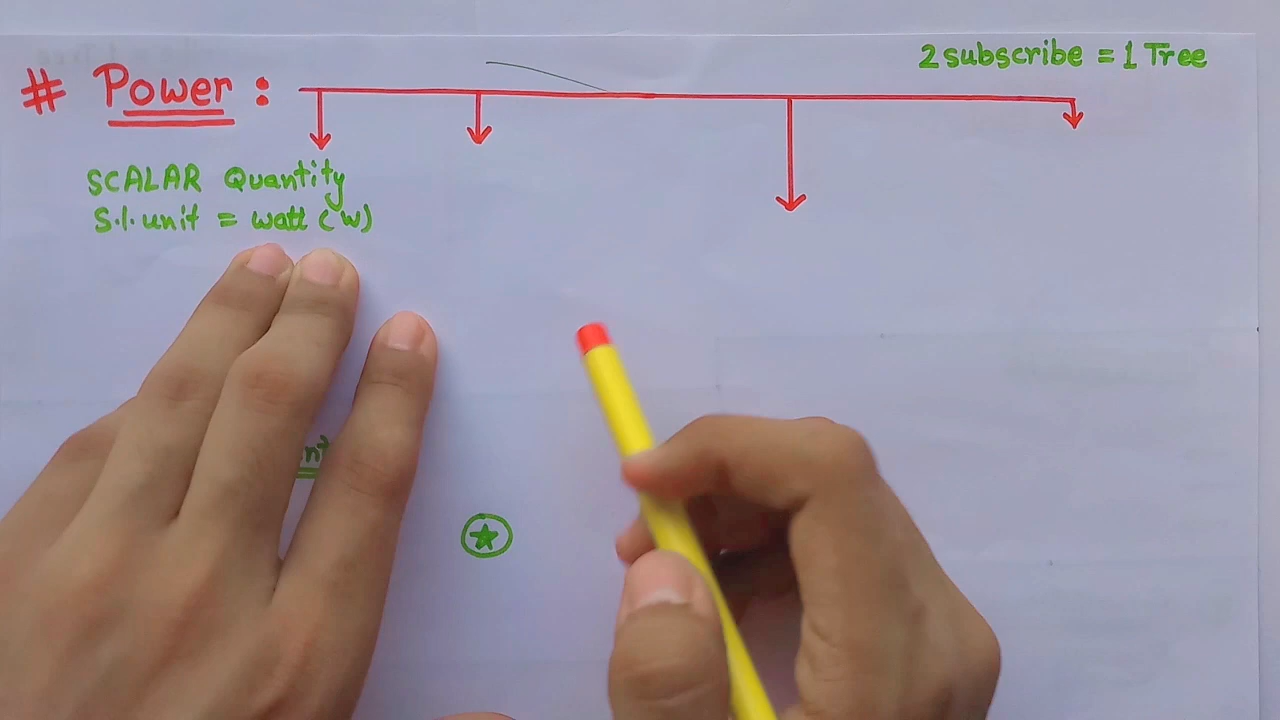 2 subscribe = 1 Tree
# Power :
SCALAR Quantity
S.I. unit = watt (W)